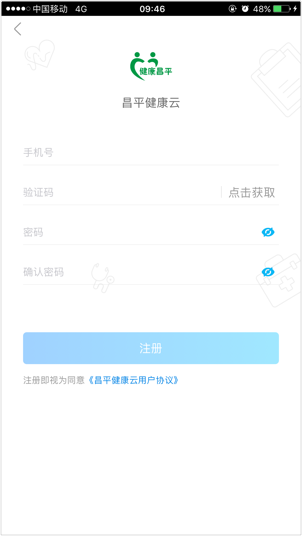 中国移动 4G 09:46 48%
健康昌平
昌平健康云
手机号
验证码 点击获取
密码
确认密码
注册
注册即视为同意《昌平健康云用户协议》